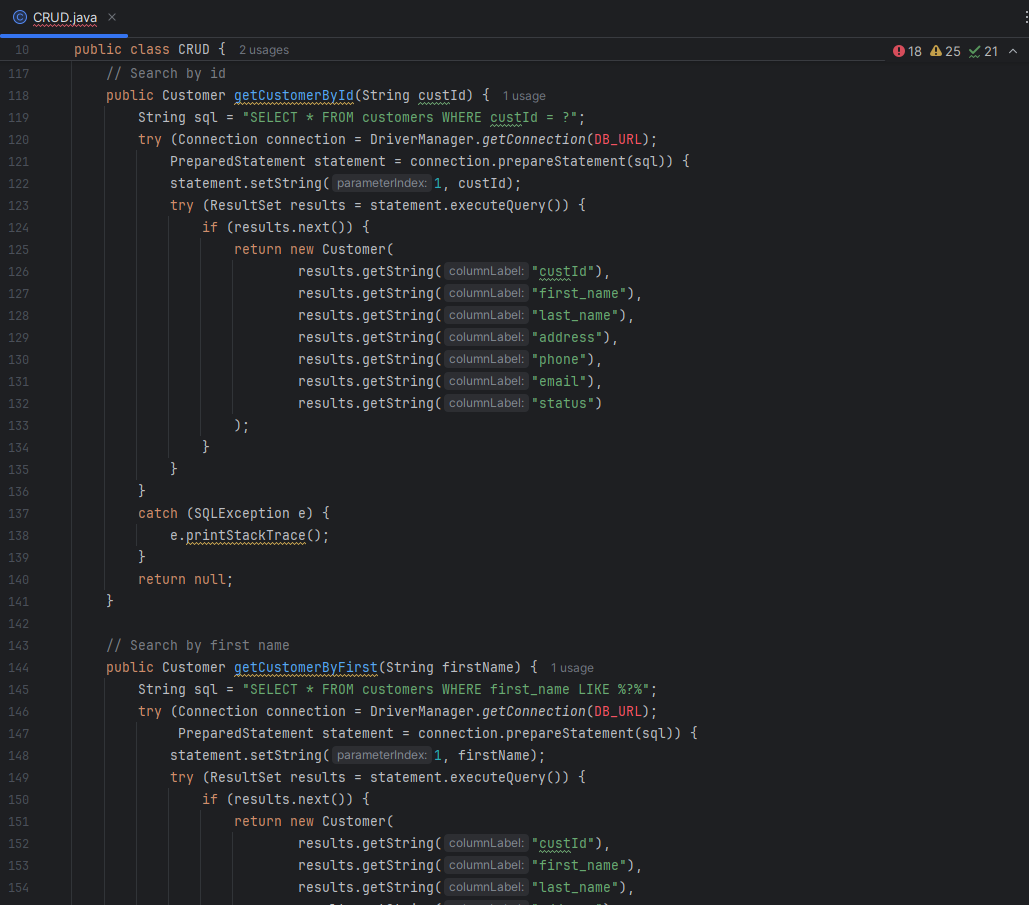 CRUD.java
10 public class CRUD { 2 usages
18 25 21
117 // Search by id
118 public Customer getCustomerById(String custId) { 1 usage
119 String sql = "SELECT * FROM customers WHERE custId = ?";
120 try (Connection connection = DriverManager.getConnection(DB_URL);
121 PreparedStatement statement = connection.prepareStatement(sql)) {
122 statement.setString( parameterIndex: 1, custId);
123 try (ResultSet results = statement.executeQuery()) {
124 if (results.next()) {
125 return new Customer(
126 results.getString( columnLabel: "custId"),
127 results.getString( columnLabel: "first_name"),
128 results.getString( columnLabel: "last_name"),
129 results.getString( columnLabel: "address"),
130 results.getString( columnLabel: "phone"),
131 results.getString( columnLabel: "email"),
132 results.getString( columnLabel: "status")
133 );
134 }
135 }
136 }
137 catch (SQLException e) {
138 e.printStackTrace();
139 }
140 return null;
141 }
142
143 // Search by first name
144 public Customer getCustomerByFirst(String firstName) { 1 usage
145 String sql = "SELECT * FROM customers WHERE first_name LIKE %?%";
146 try (Connection connection = DriverManager.getConnection(DB_URL);
147 PreparedStatement statement = connection.prepareStatement(sql)) {
148 statement.setString( parameterIndex: 1, firstName);
149 try (ResultSet results = statement.executeQuery()) {
150 if (results.next()) {
151 return new Customer(
152 results.getString( columnLabel: "custId"),
153 results.getString( columnLabel: "first_name"),
154 results.getString( columnLabel: "last_name"),